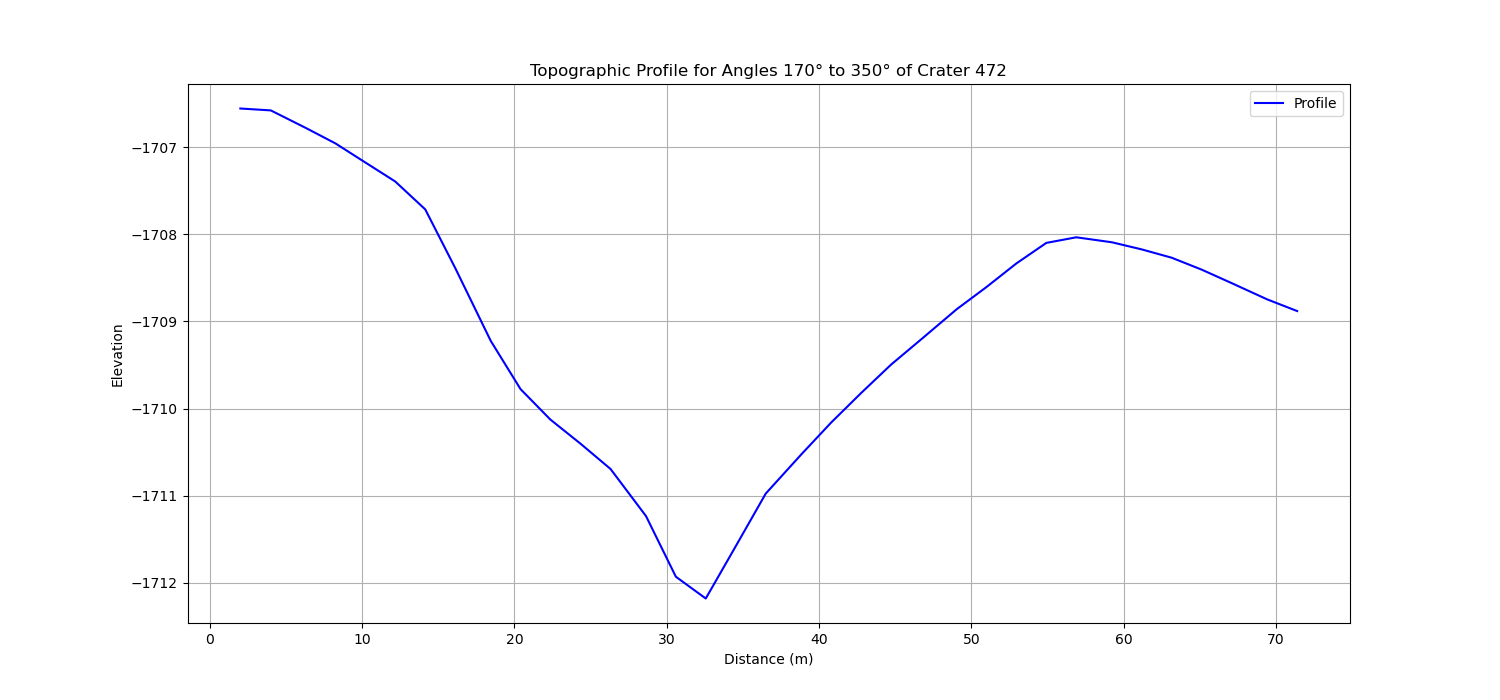 Topographic Profile for Angles 170° to 350° of Crater 472
Profile
−1707
−1708
−1709
−1710
−1711
−1712
Elevation
0 10 20 30 40 50 60 70
Distance (m)